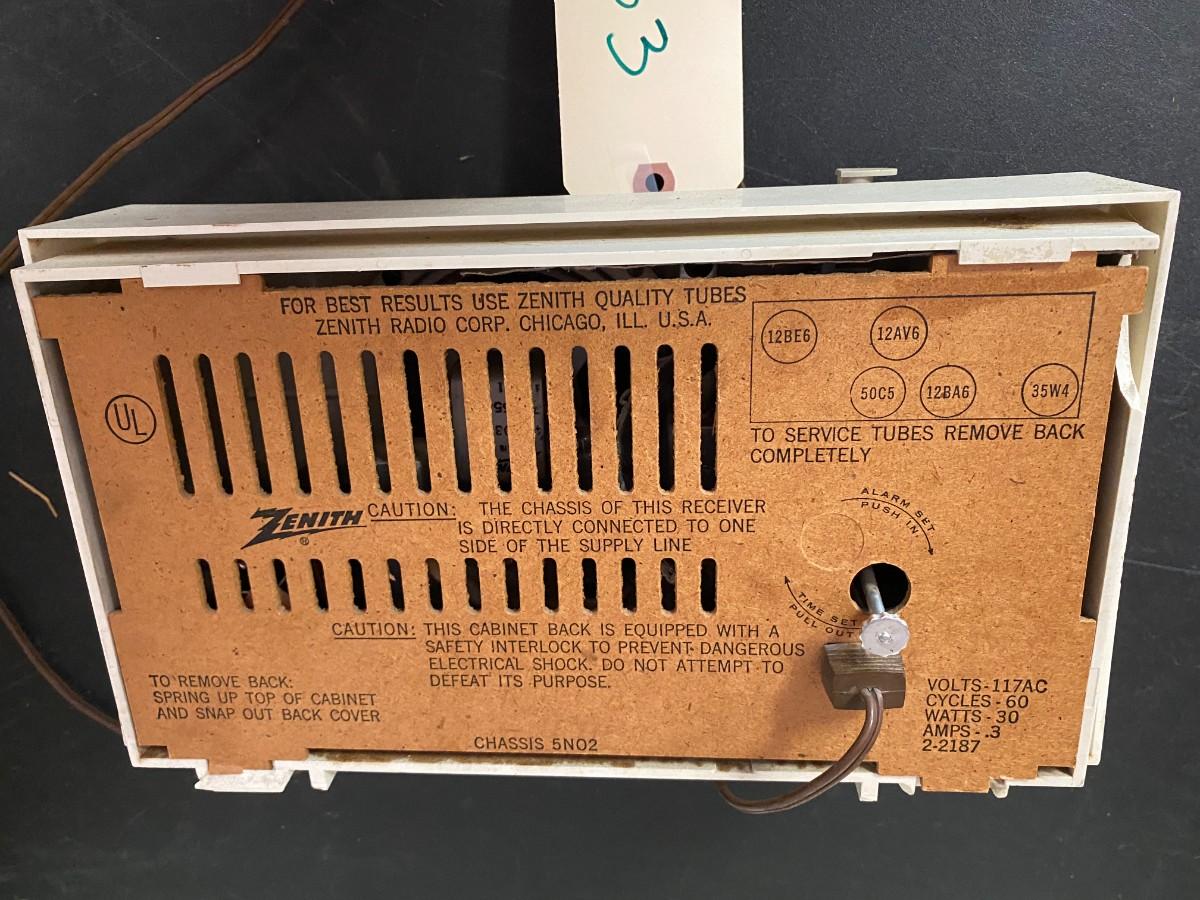 3
FOR BEST RESULTS USE ZENITH QUALITY TUBES
ZENITH RADIO CORP. CHICAGO, ILL. U.S.A.
12BE6
12AV6
50C5
12BA6
35W4
TO SERVICE TUBES REMOVE BACK
COMPLETELY
UL
ZENITH
®
CAUTION: THE CHASSIS OF THIS RECEIVER
IS DIRECTLY CONNECTED TO ONE
SIDE OF THE SUPPLY LINE
ALARM SET
PUSH IN
TIME SET
PULL OUT
CAUTION: THIS CABINET BACK IS EQUIPPED WITH A
SAFETY INTERLOCK TO PREVENT DANGEROUS
ELECTRICAL SHOCK. DO NOT ATTEMPT TO
DEFEAT ITS PURPOSE.
TO REMOVE BACK:
SPRING UP TOP OF CABINET
AND SNAP OUT BACK COVER
VOLTS-117AC
CYCLES-60
WATTS-30
AMPS-.3
2-2187
CHASSIS 5N02